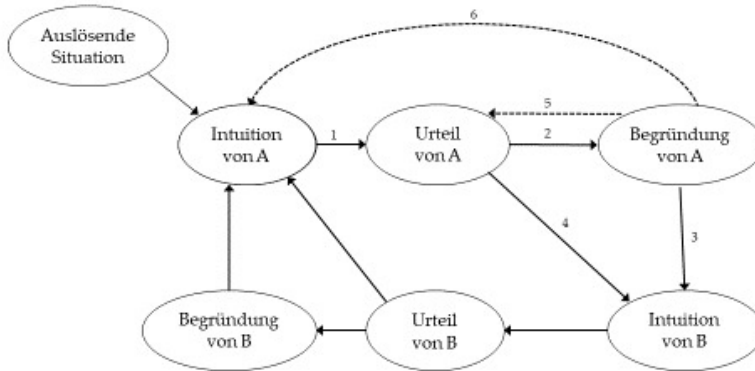 6
Auslösende
Situation
5
Intuition
von A
1
Urteil
von A
2
Begründung
von A
4
3
Begründung
von B
Urteil
von B
Intuition
von B